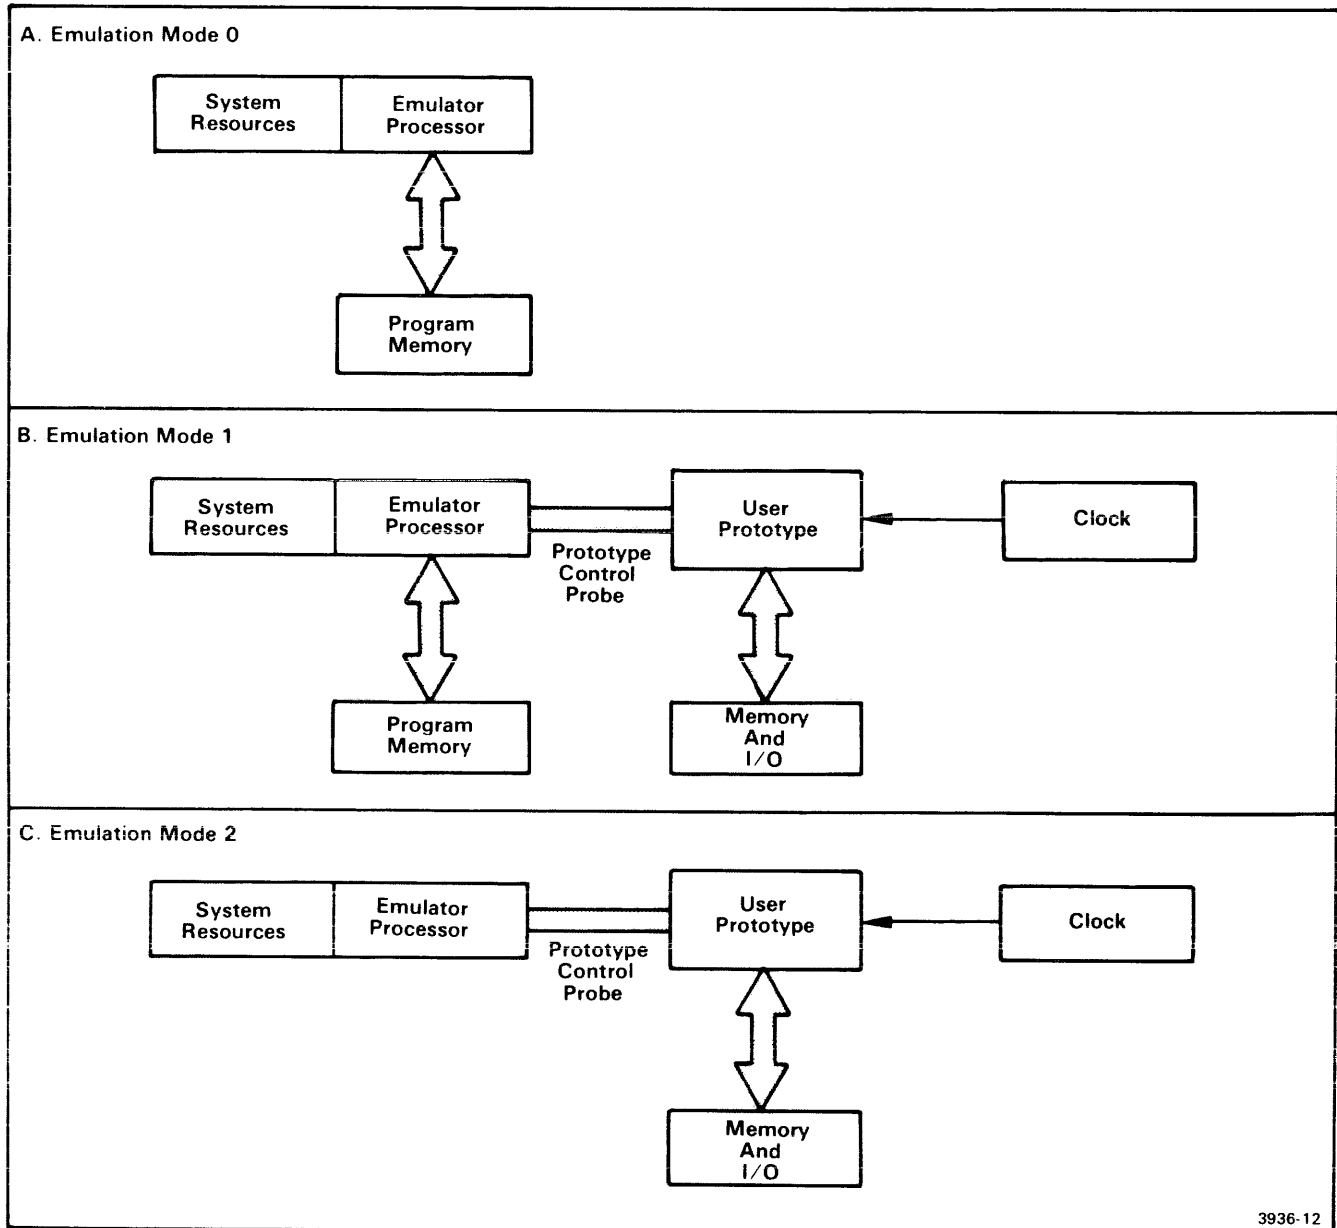 A. Emulation Mode 0
System
Resources
Emulator
Processor
Program
Memory
B. Emulation Mode 1
System
Resources
Emulator
Processor
Prototype
Control
Probe
User
Prototype
Clock
Program
Memory
Memory
And
I/O
C. Emulation Mode 2
System
Resources
Emulator
Processor
Prototype
Control
Probe
User
Prototype
Clock
Memory
And
I/O
3936-12